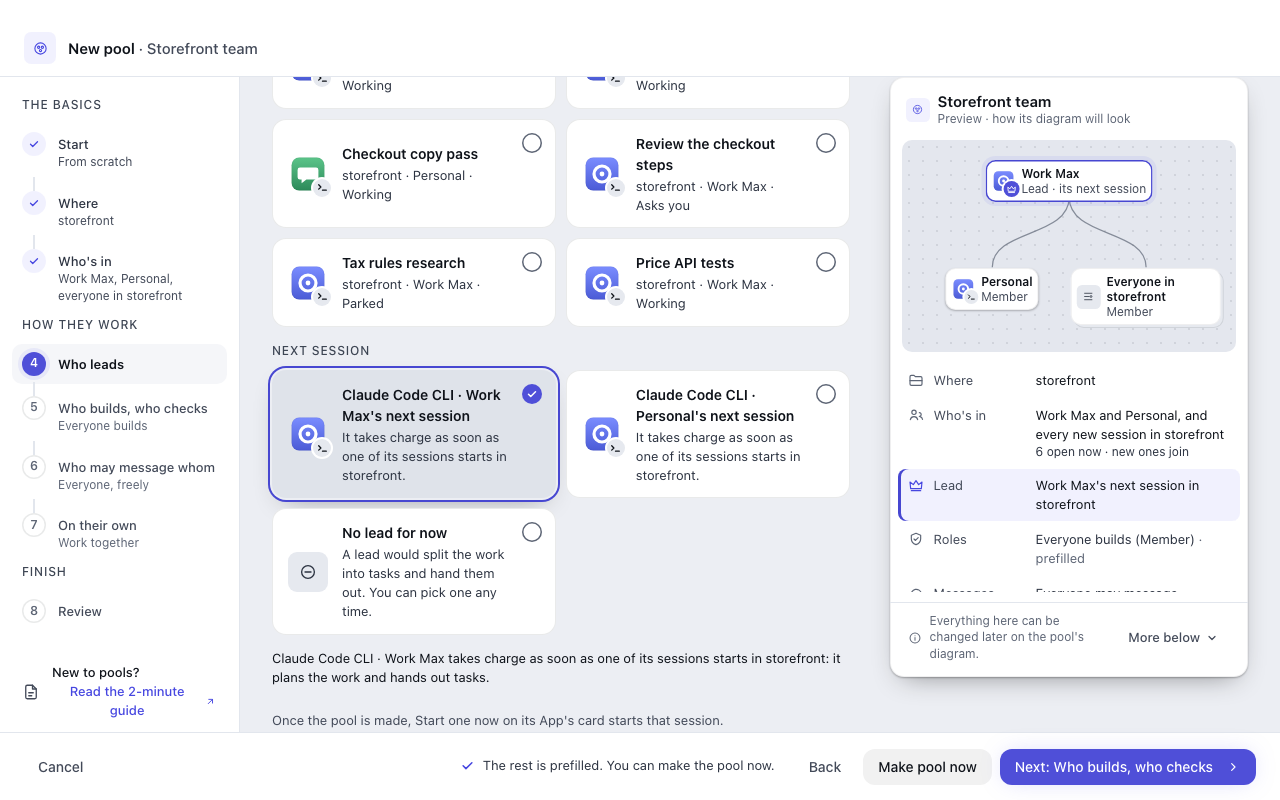 New pool · Storefront team
THE BASICS
Start
From scratch
Where
storefront
Who's in
Work Max, Personal,
everyone in storefront
HOW THEY WORK
4
Who leads
5
Who builds, who checks
Everyone builds
6
Who may message whom
Everyone, freely
7
On their own
Work together
FINISH
8
Review
New to pools?
Read the 2-minute
guide
Working
Working
Checkout copy pass
storefront · Personal ·
Working
Review the checkout
steps
storefront · Work Max ·
Asks you
Tax rules research
storefront · Work Max ·
Parked
Price API tests
storefront · Work Max ·
Working
NEXT SESSION
Claude Code CLI · Work
Max's next session
It takes charge as soon as
one of its sessions starts in
storefront.
Claude Code CLI ·
Personal's next session
It takes charge as soon as
one of its sessions starts in
storefront.
No lead for now
A lead would split the work
into tasks and hand them
out. You can pick one any
time.
Claude Code CLI · Work Max takes charge as soon as one of its sessions starts in storefront: it
plans the work and hands out tasks.
Once the pool is made, Start one now on its App's card starts that session.
Storefront team
Preview · how its diagram will look
Work Max
Lead · its next session
Personal
Member
Everyone in
storefront
Member
Where
storefront
Who's in
Work Max and Personal, and
every new session in storefront
6 open now · new ones join
Lead
Work Max's next session in
storefront
Roles
Everyone builds (Member) ·
prefilled
Messages
Everyone may message
Everything here can be
changed later on the pool's
diagram.
More below
Cancel
The rest is prefilled. You can make the pool now.
Back
Make pool now
Next: Who builds, who checks